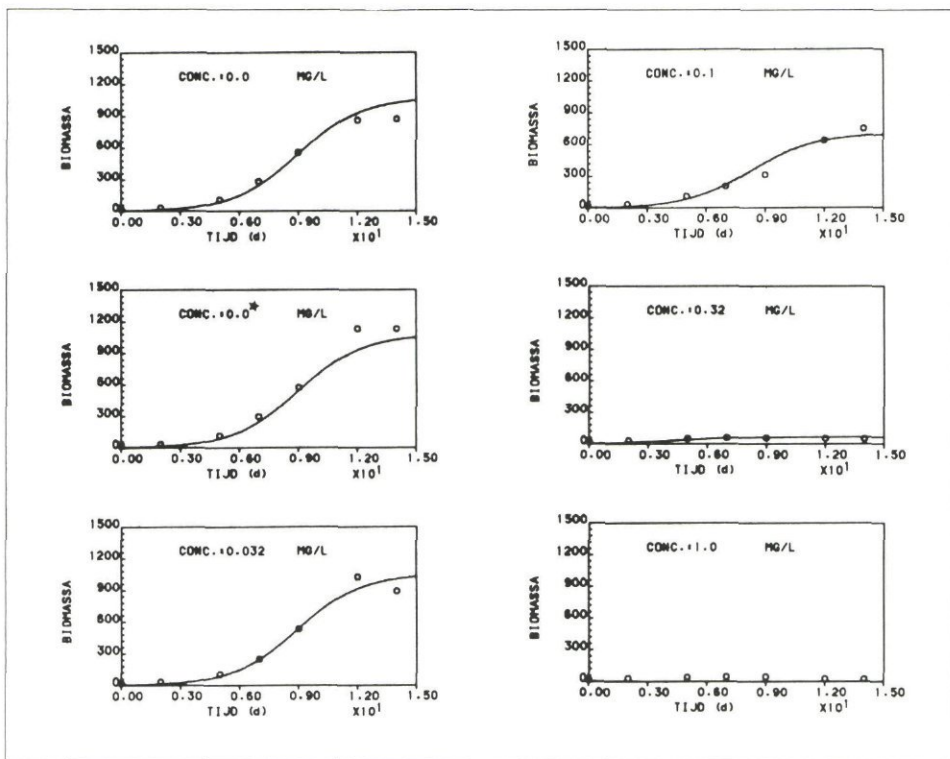 CONC.:0.0 MG/L
1500
1200
900
600
300
0
BIOMASSA
0.00 0.30 0.60 0.90 1.20 1.50
TIJD (d) X10¹
CONC.:0.1 MG/L
1500
1200
900
600
300
0
BIOMASSA
0.00 0.30 0.60 0.90 1.20 1.50
TIJD (d) X10¹
CONC.:0.0* MG/L
1500
1200
900
600
300
0
BIOMASSA
0.00 0.30 0.60 0.90 1.20 1.50
TIJD (d) X10¹
CONC.:0.32 MG/L
1500
1200
900
600
300
0
BIOMASSA
0.00 0.30 0.60 0.90 1.20 1.50
TIJD (d) X10¹
CONC.:0.032 MG/L
1500
1200
900
600
300
0
BIOMASSA
0.00 0.30 0.60 0.90 1.20 1.50
TIJD (d) X10¹
CONC.:1.0 MG/L
1500
1200
900
600
300
0
BIOMASSA
0.00 0.30 0.60 0.90 1.20 1.50
TIJD (d) X10¹